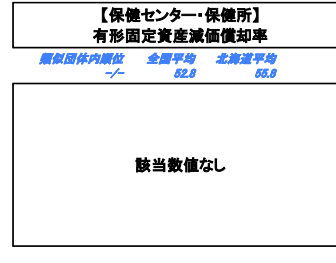 【保健センター・保健所】
有形固定資産減価償却率
類似団体内順位 全国平均 北海道平均
-/- 52.8 55.8
該当数値なし